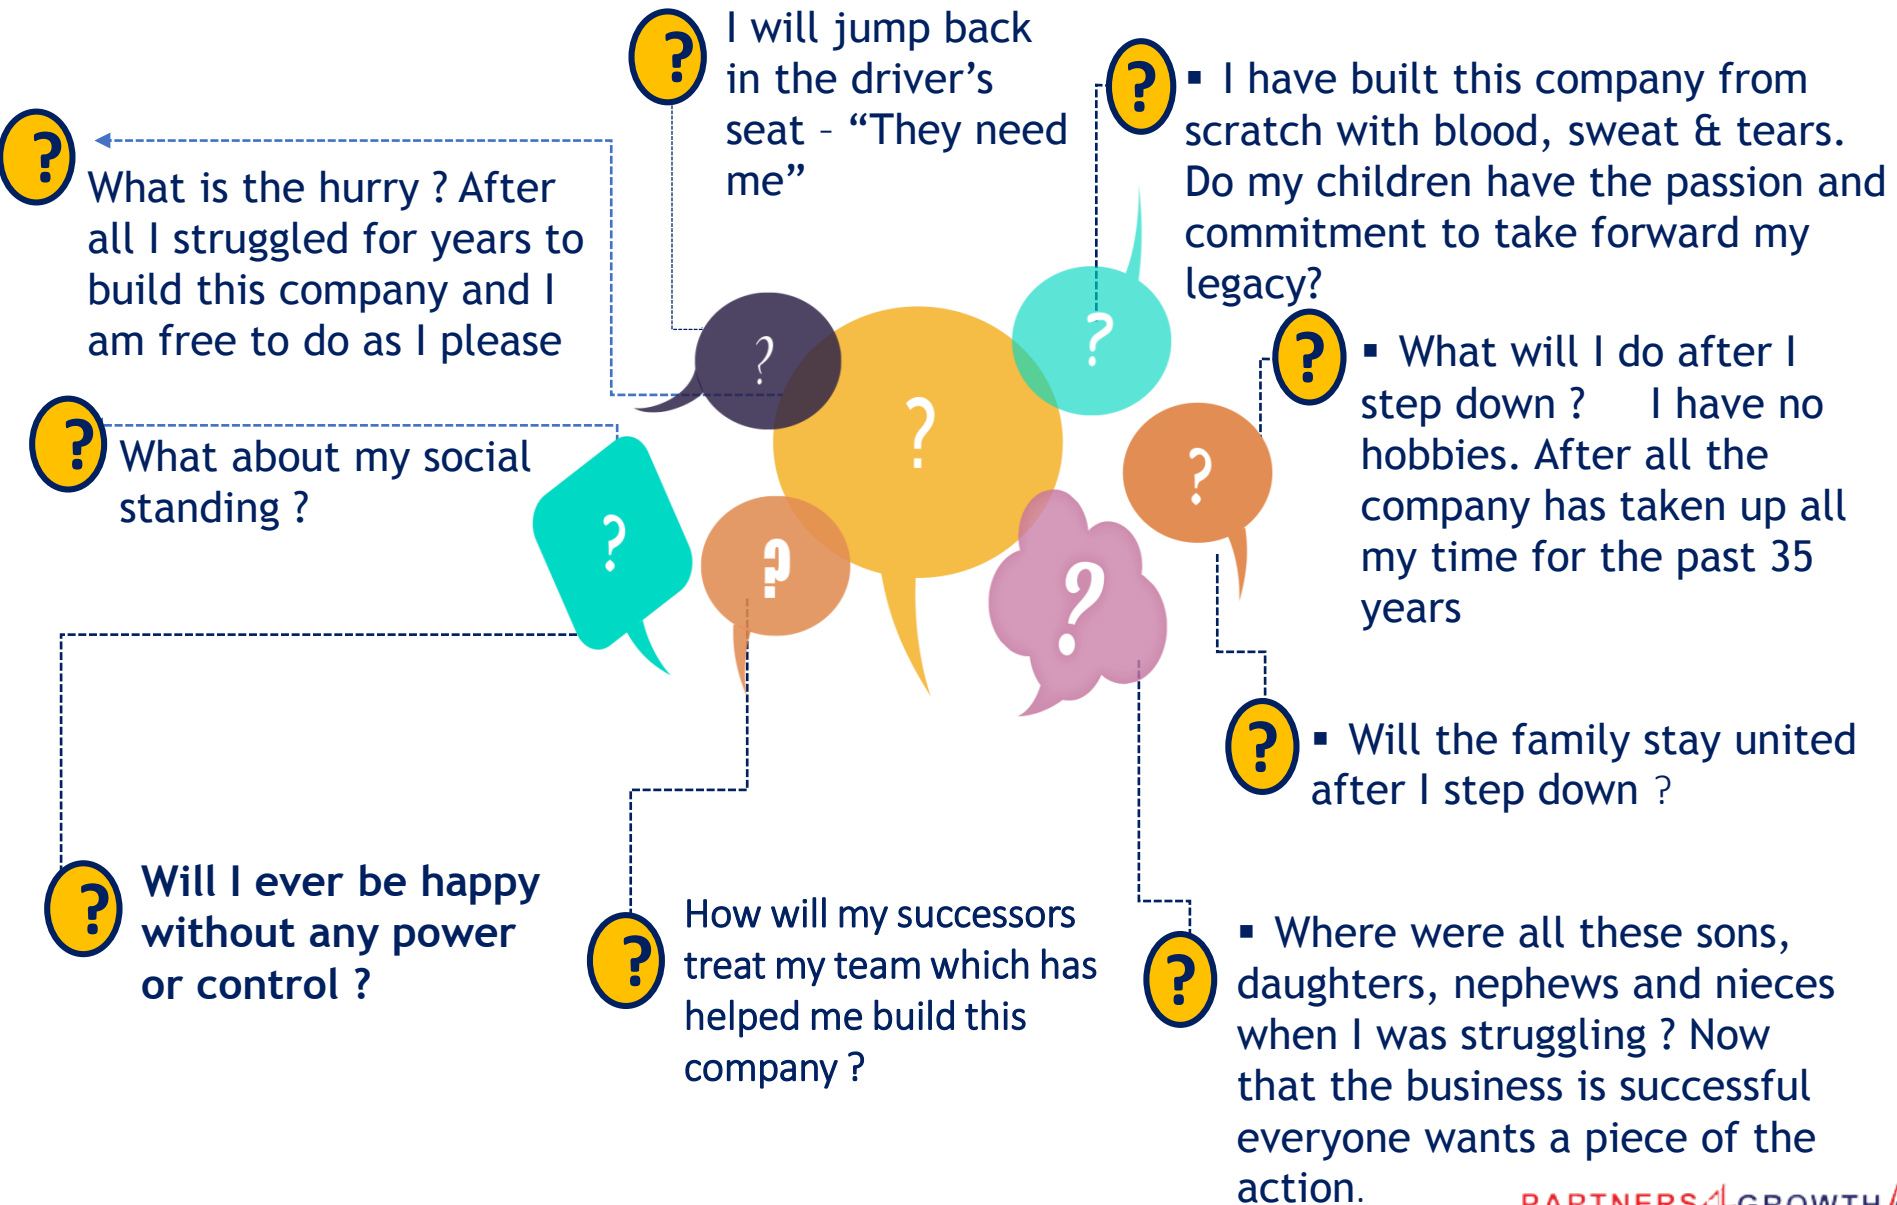 ?
I will jump back
in the driver’s
seat – “They need
me”
?
▪ I have built this company from
scratch with blood, sweat & tears.
Do my children have the passion and
commitment to take forward my
legacy?
?
What is the hurry ? After
all I struggled for years to
build this company and I
am free to do as I please
?
▪ What will I do after I
step down ? I have no
hobbies. After all the
company has taken up all
my time for the past 35
years
?
What about my social
standing ?
?
?
?
?
?
?
?
?
▪ Will the family stay united
after I step down ?
?
Will I ever be happy
without any power
or control ?
?
How will my successors
treat my team which has
helped me build this
company ?
?
▪ Where were all these sons,
daughters, nephews and nieces
when I was struggling ? Now
that the business is successful
everyone wants a piece of the
action.
PARTNERS4GROWTH